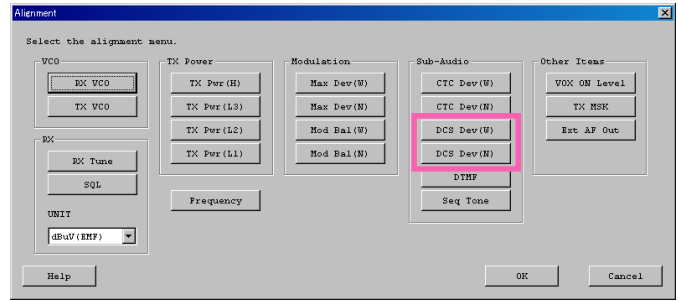 Alignment
Select the alignment menu.
VCO
RX VCO
TX VCO
RX
RX Tune
SQL
UNIT
dBuV(EMF)
TX Power
TX Pwr(H)
TX Pwr(L3)
TX Pwr(L2)
TX Pwr(L1)
Frequency
Modulation
Max Dev(W)
Max Dev(N)
Mod Bal(W)
Mod Bal(N)
Sub-Audio
CTC Dev(W)
CTC Dev(N)
DCS Dev(W)
DCS Dev(N)
DTMF
Seq Tone
Other Items
VOX ON Level
TX MSK
Ext AF Out
Help
OK
Cancel